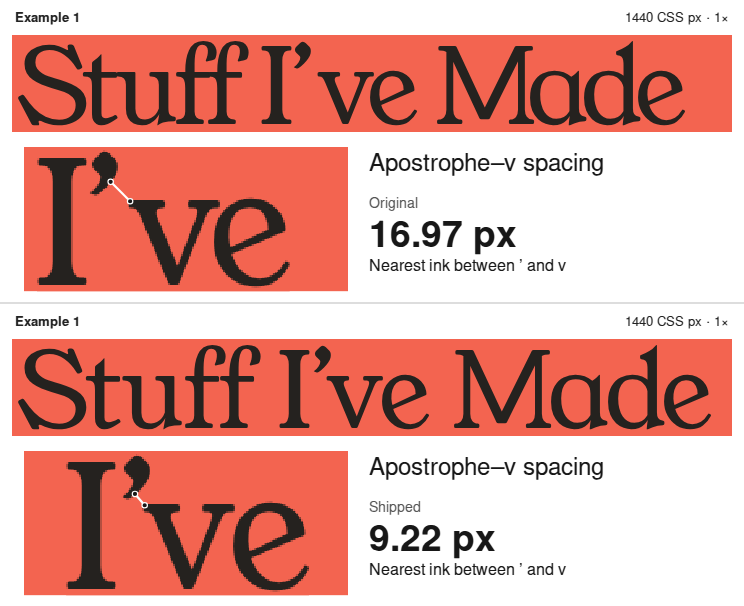 Example 1
1440 CSS px · 1×
Stuff I’ve Made
I’ve
Apostrophe–v spacing
Original
16.97 px
Nearest ink between ’ and v
Example 1
1440 CSS px · 1×
Stuff I’ve Made
I’ve
Apostrophe–v spacing
Shipped
9.22 px
Nearest ink between ’ and v